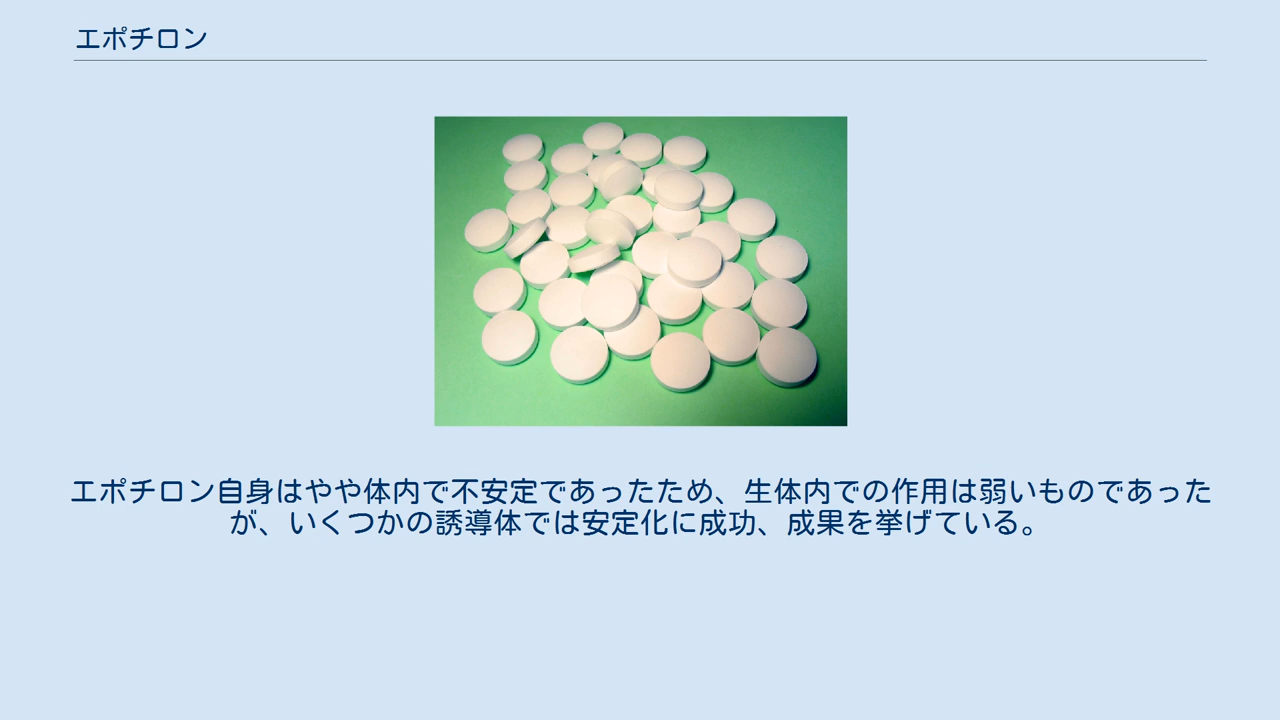 エポチロン
エポチロン自身はやや体内で不安定であったため、生体内での作用は弱いものであった
が、いくつかの誘導体では安定化に成功、成果を挙げている。